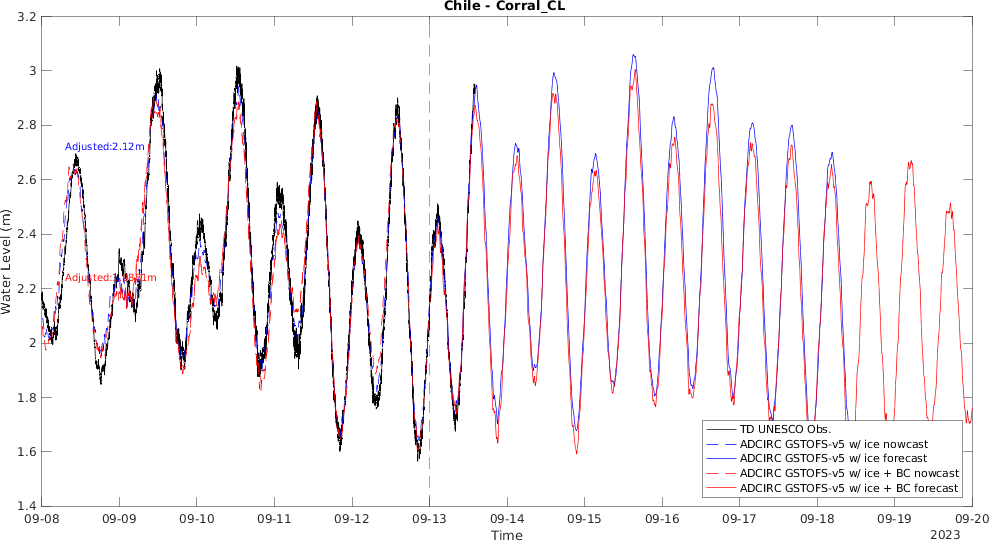 Chile - Corral_CL
3.2
3
2.8
2.6
2.4
2.2
2
1.8
1.6
1.4
Water Level (m)
Adjusted:2.12m
TD UNESCO Obs.
ADCIRC GSTOFS-v5 w/ ice nowcast
ADCIRC GSTOFS-v5 w/ ice forecast
ADCIRC GSTOFS-v5 w/ ice + BC nowcast
ADCIRC GSTOFS-v5 w/ ice + BC forecast
09-08 09-09 09-10 09-11 09-12 09-13 09-14 09-15 09-16 09-17 09-18 09-19 09-20
Time
2023